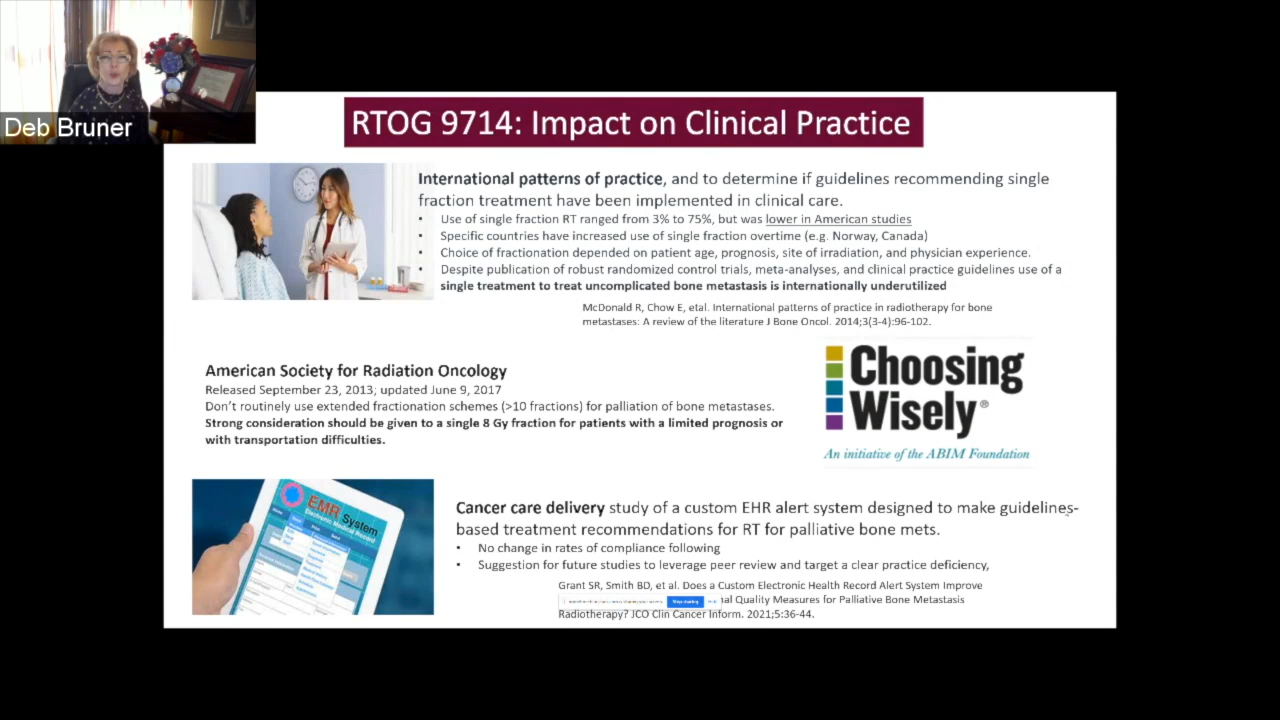 Deb Bruner
RTOG 9714: Impact on Clinical Practice
International patterns of practice, and to determine if guidelines recommending single
fraction treatment have been implemented in clinical care.
• Use of single fraction RT ranged from 3% to 75%, but was lower in American studies
• Specific countries have increased use of single fraction overtime (e.g. Norway, Canada)
• Choice of fractionation depended on patient age, prognosis, site of irradiation, and physician experience.
• Despite publication of robust randomized control trials, meta-analyses, and clinical practice guidelines use of a
single treatment to treat uncomplicated bone metastasis is internationally underutilized
McDonald R, Chow E, etal. International patterns of practice in radiotherapy for bone
metastases: A review of the literature J Bone Oncol. 2014;3(3-4):96-102.
American Society for Radiation Oncology
Released September 23, 2013; updated June 9, 2017
Don't routinely use extended fractionation schemes (>10 fractions) for palliation of bone metastases.
Strong consideration should be given to a single 8 Gy fraction for patients with a limited prognosis or
with transportation difficulties.
Choosing
Wisely®
An initiative of the ABIM Foundation
EMR System
Electronic Medical Record
Cancer care delivery study of a custom EHR alert system designed to make guidelines-
based treatment recommendations for RT for palliative bone mets.
• No change in rates of compliance following
• Suggestion for future studies to leverage peer review and target a clear practice deficiency,
Grant SR, Smith BD, et al. Does a Custom Electronic Health Record Alert System Improve
Stop sharing
Quality Measures for Palliative Bone Metastasis
Radiotherapy? JCO Clin Cancer Inform. 2021;5:36-44.